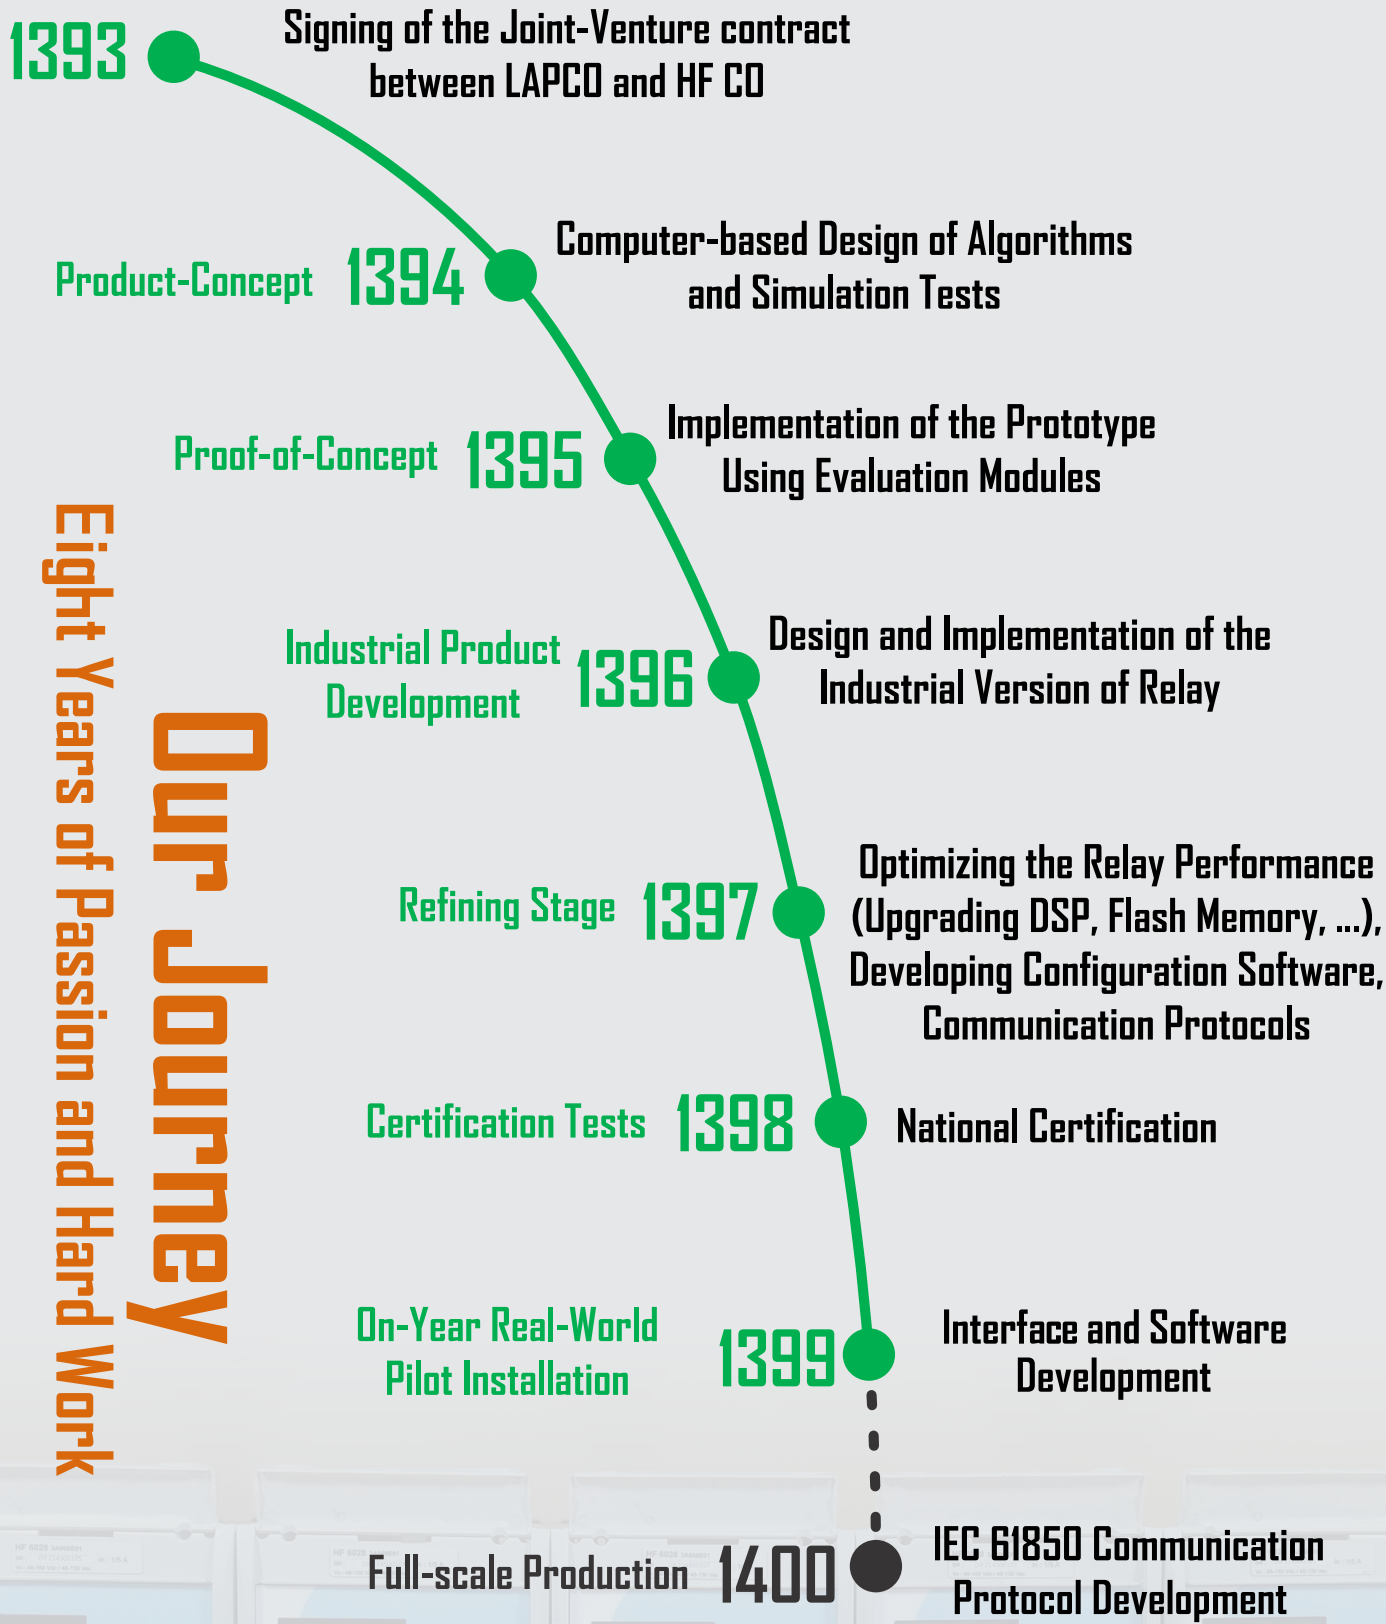 1393
Signing of the Joint-Venture contract
between LAPCO and HF CO
Product-Concept
1394
Computer-based Design of Algorithms
and Simulation Tests
Proof-of-Concept
1395
Implementation of the Prototype
Using Evaluation Modules
Industrial Product
Development
1396
Design and Implementation of the
Industrial Version of Relay
Refining Stage
1397
Optimizing the Relay Performance
(Upgrading DSP, Flash Memory, ...),
Developing Configuration Software,
Communication Protocols
Certification Tests
1398
National Certification
On-Year Real-World
Pilot Installation
1399
Interface and Software
Development
Full-scale Production
1400
IEC 61850 Communication
Protocol Development
Our Journey
Eight Years of Passion and Hard Work